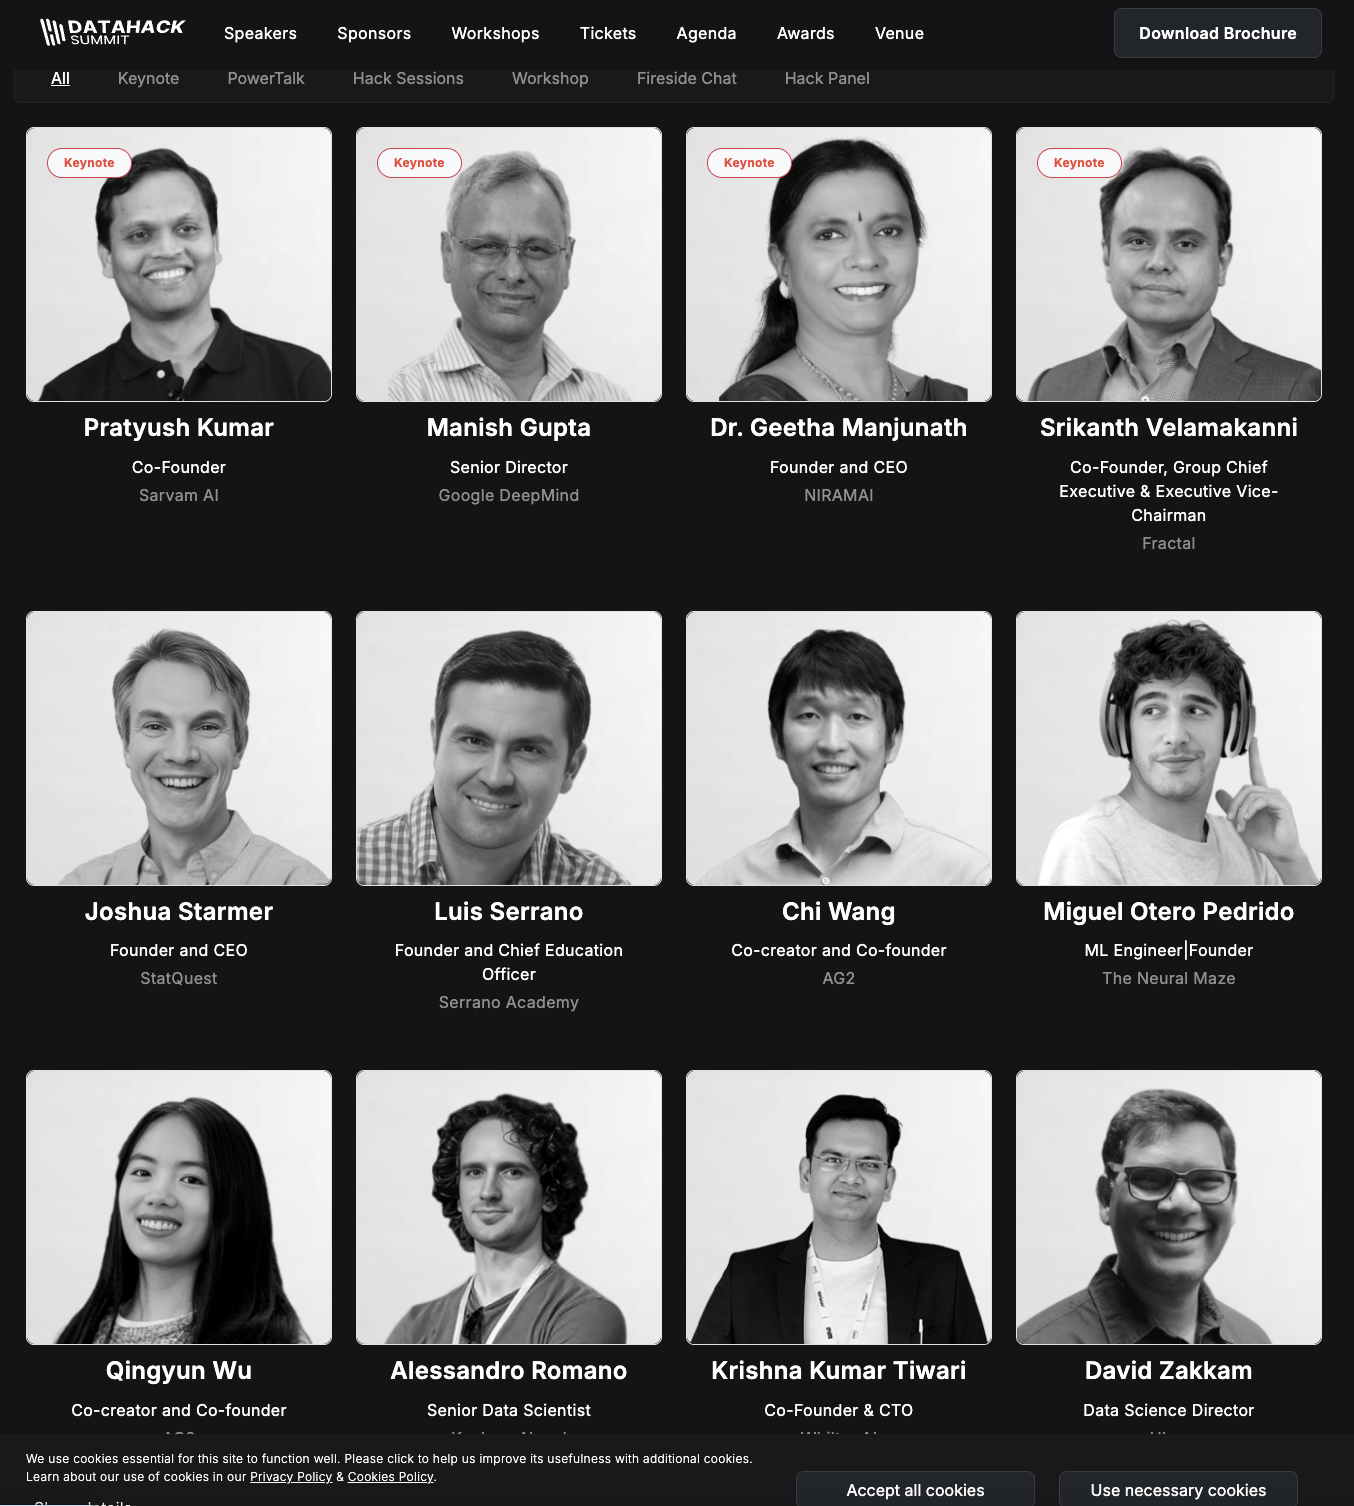 DATAHACK
SUMMIT
Speakers
Sponsors
Workshops
Tickets
Agenda
Awards
Venue
Download Brochure
All
Keynote
PowerTalk
Hack Sessions
Workshop
Fireside Chat
Hack Panel
Keynote
Keynote
Keynote
Keynote
Pratyush Kumar
Co-Founder
Sarvam AI
Manish Gupta
Senior Director
Google DeepMind
Dr. Geetha Manjunath
Founder and CEO
NIRAMAI
Srikanth Velamakanni
Co-Founder, Group Chief
Executive & Executive Vice-
Chairman
Fractal
Joshua Starmer
Founder and CEO
StatQuest
Luis Serrano
Founder and Chief Education
Officer
Serrano Academy
Chi Wang
Co-creator and Co-founder
AG2
Miguel Otero Pedrido
ML Engineer|Founder
The Neural Maze
Qingyun Wu
Co-creator and Co-founder
Alessandro Romano
Senior Data Scientist
Krishna Kumar Tiwari
Co-Founder & CTO
David Zakkam
Data Science Director
We use cookies essential for this site to function well. Please click to help us improve its usefulness with additional cookies.
Learn about our use of cookies in our Privacy Policy & Cookies Policy.
Show details
Accept all cookies
Use necessary cookies